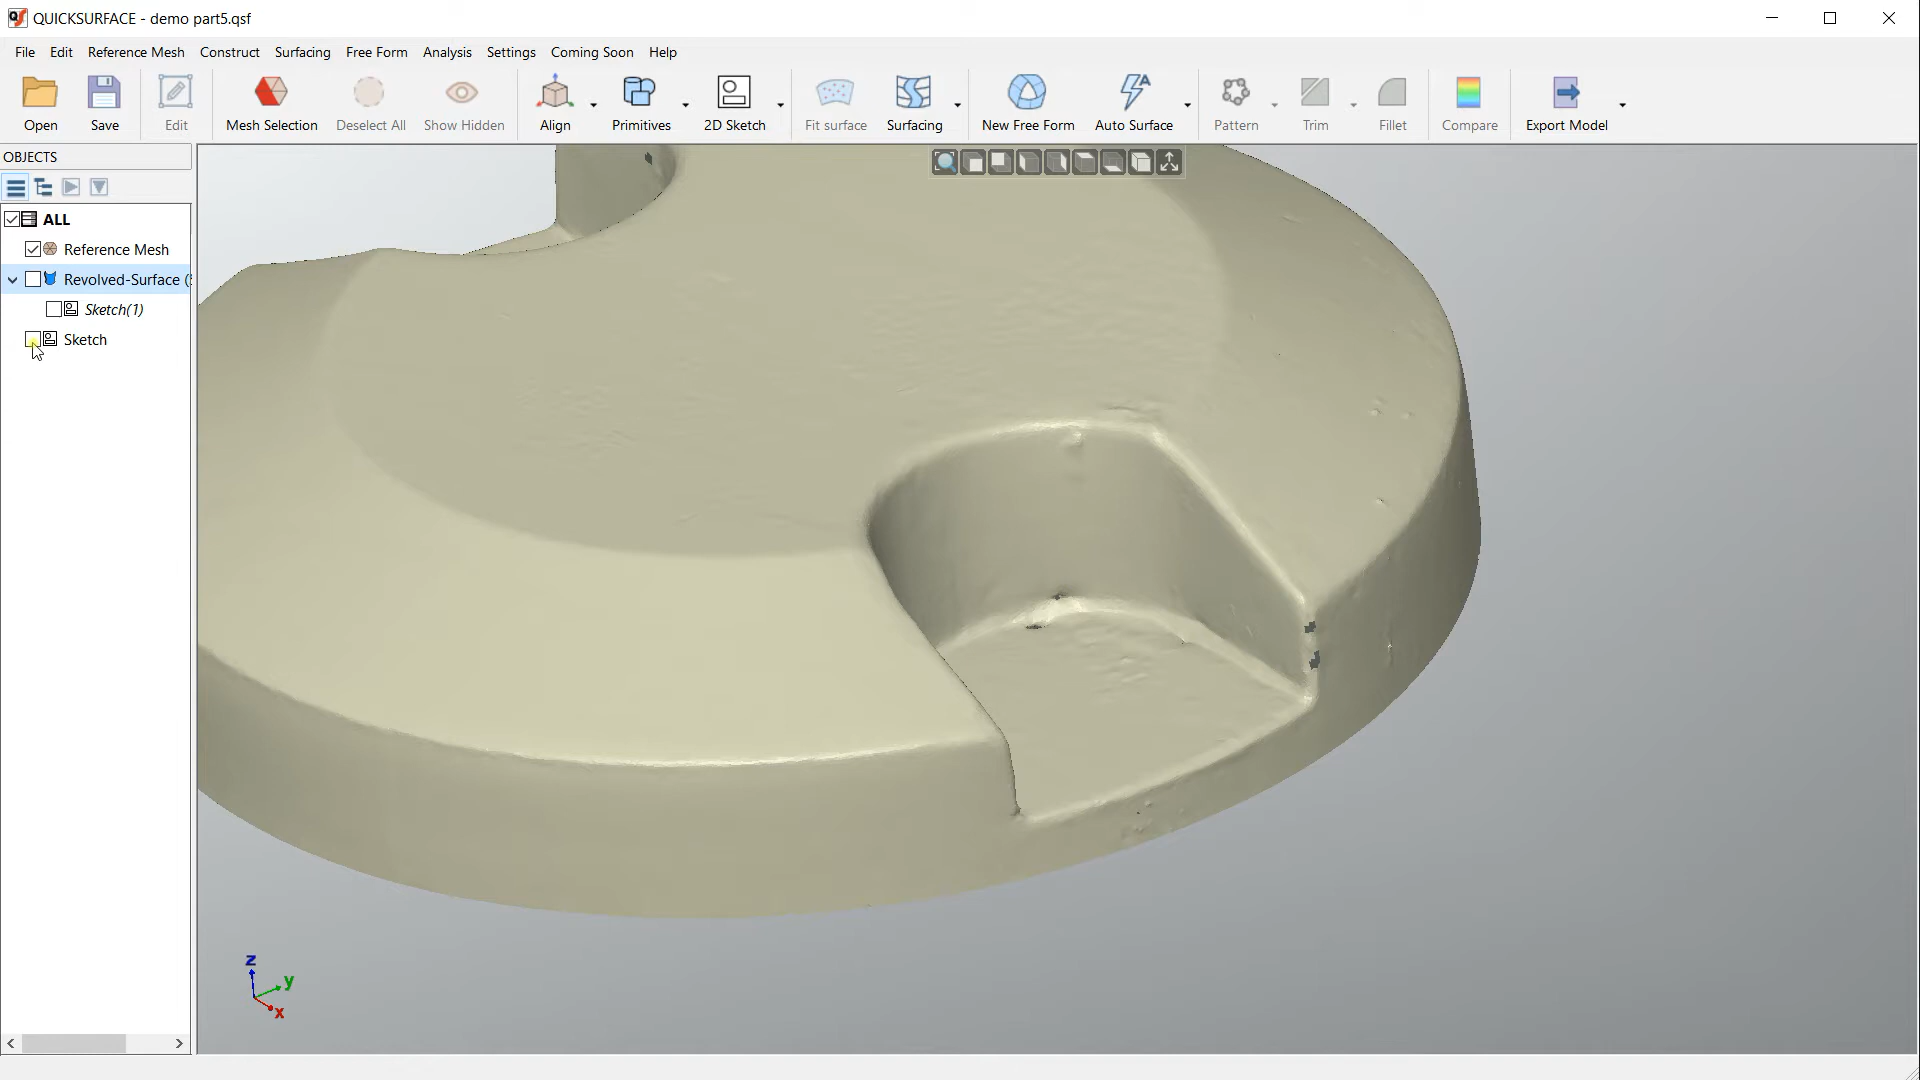 QUICKSURFACE - demo part5.qsf
File Edit Reference Mesh Construct Surfacing Free Form Analysis Settings Coming Soon Help
Open Save Edit Mesh Selection Deselect All Show Hidden Align Primitives 2D Sketch Fit surface Surfacing New Free Form Auto Surface Pattern Trim Fillet Compare Export Model
OBJECTS
ALL
Reference Mesh
Revolved-Surface (
Sketch(1)
Sketch
z
y
x